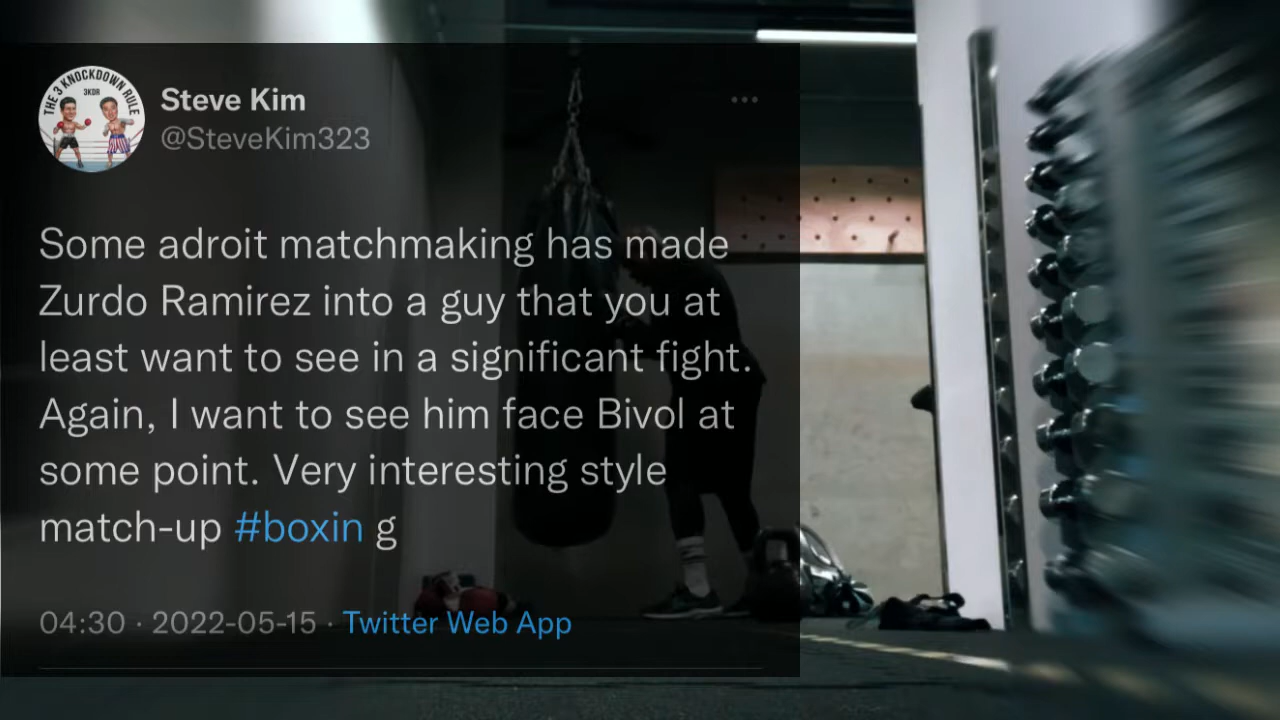 THE 3 KNOCKDOWN RULE
3KDR
Steve Kim
@SteveKim323
Some adroit matchmaking has made
Zurdo Ramirez into a guy that you at
least want to see in a significant fight.
Again, I want to see him face Bivol at
some point. Very interesting style
match-up #boxin g
04:30 · 2022-05-15 · Twitter Web App